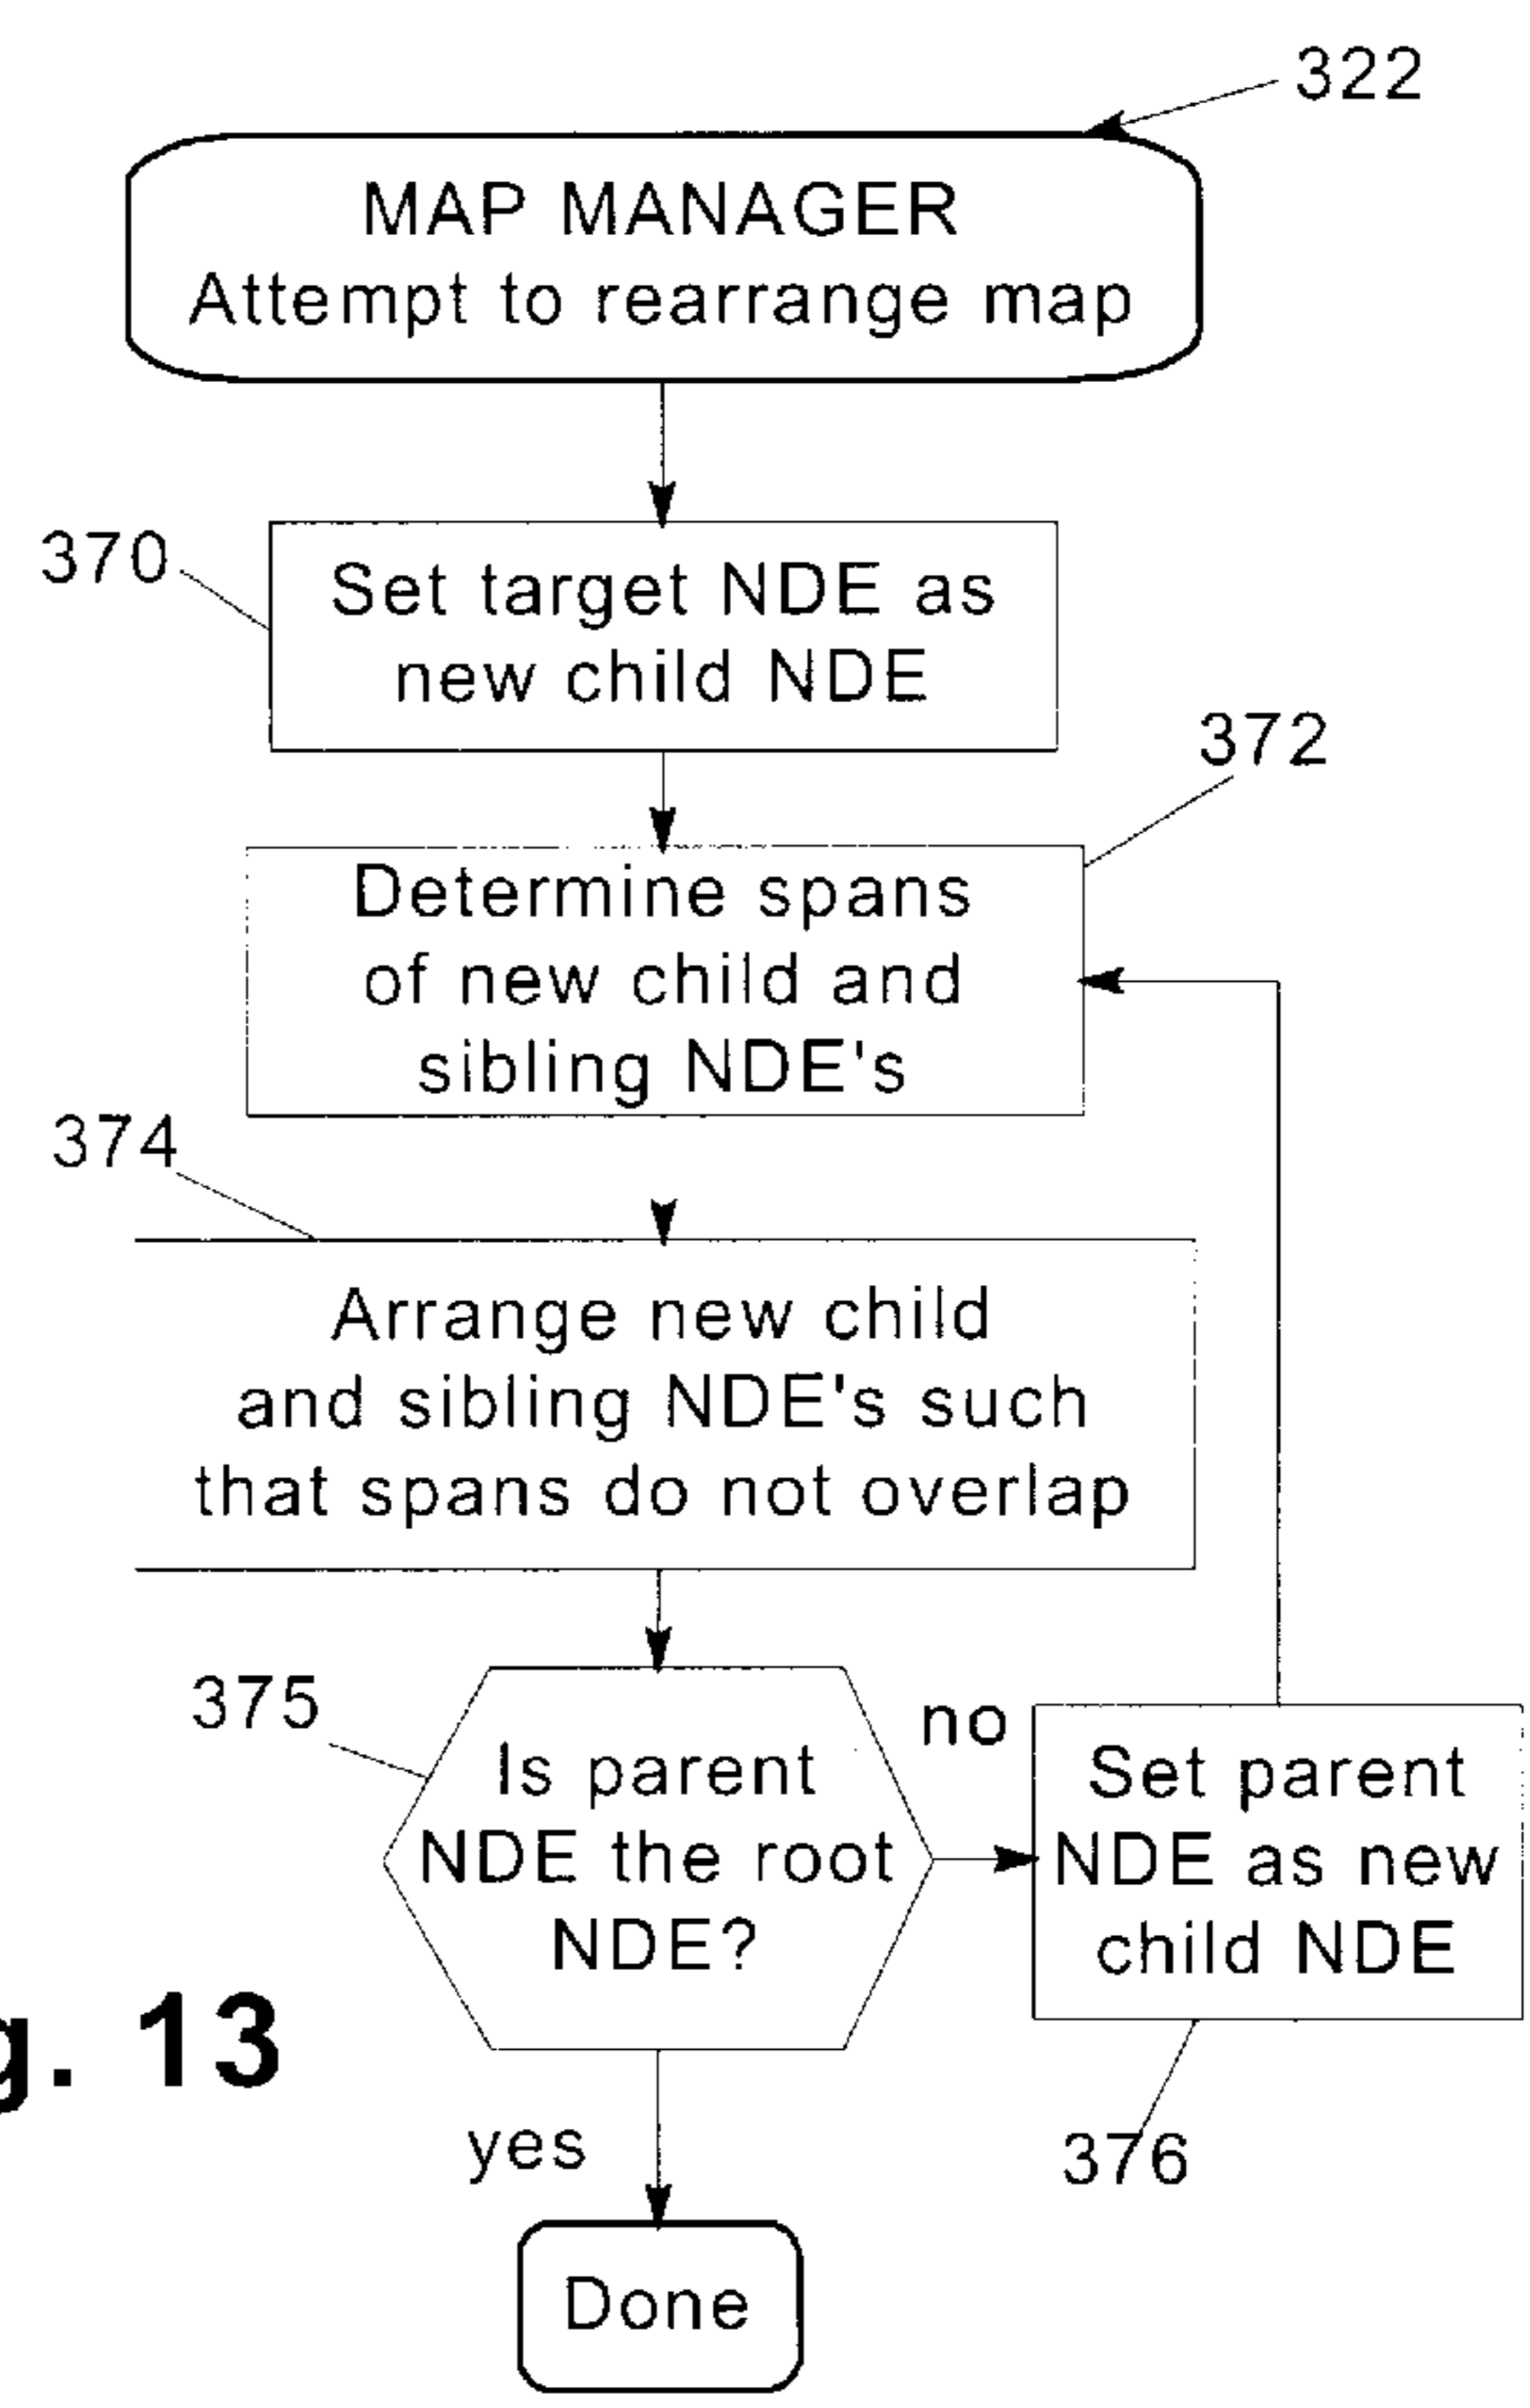 322
MAP MANAGER
Attempt to rearrange map
370
Set target NDE as
new child NDE
372
Determine spans
of new child and
sibling NDE's
374
Arrange new child
and sibling NDE's such
that spans do not overlap
375
Is parent
NDE the root
NDE?
no
Set parent
NDE as new
child NDE
376
g. 13
yes
Done